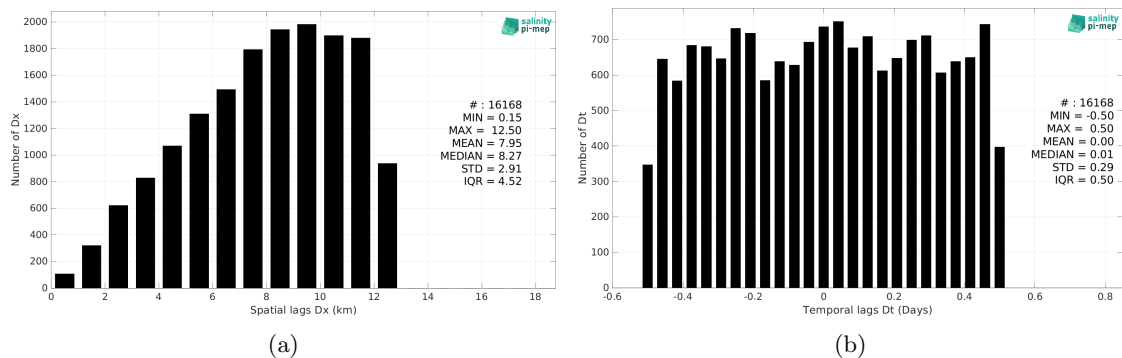 salinity
pi-mep
2000
1800
1600
1400
1200
1000
800
600
400
200
0
Number of Dx
# : 16168
MIN = 0.15
MAX = 12.50
MEAN = 7.95
MEDIAN = 8.27
STD = 2.91
IQR = 4.52
0 2 4 6 8 10 12 14 16 18
Spatial lags Dx (km)
(a)
salinity
pi-mep
700
600
500
400
300
200
100
0
Number of Dt
# : 16168
MIN = -0.50
MAX = 0.50
MEAN = 0.00
MEDIAN = 0.01
STD = 0.29
IQR = 0.50
-0.6 -0.4 -0.2 0 0.2 0.4 0.6 0.8
Temporal lags Dt (Days)
(b)